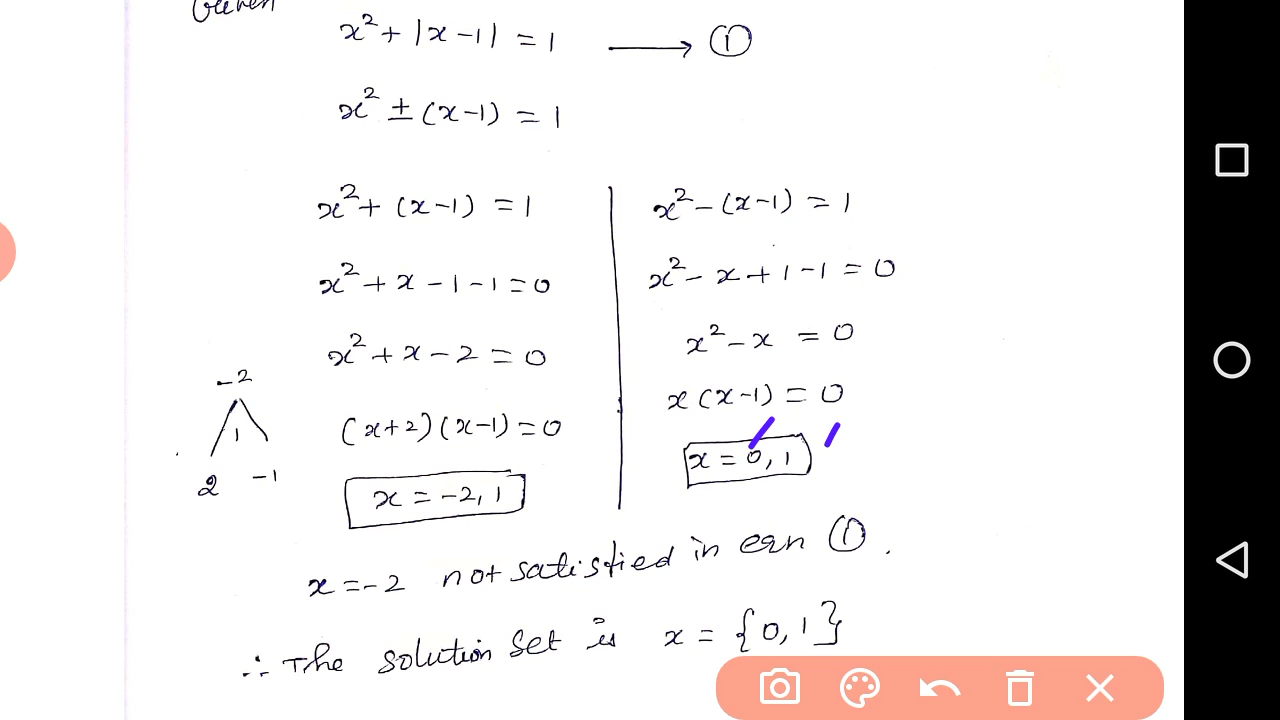 Given
x² + |x-1| = 1 ⟶ ①
x² ± (x-1) = 1
x² + (x-1) = 1
x² + x - 1 - 1 = 0
x² + x - 2 = 0
-2
1
2 -1
(x+2)(x-1) = 0
x = -2, 1
x² - (x-1) = 1
x² - x + 1 - 1 = 0
x² - x = 0
x(x-1) = 0
x = 0, 1
x = -2 not satisfied in eqn ①.
∴ The solution set is x = {0, 1}